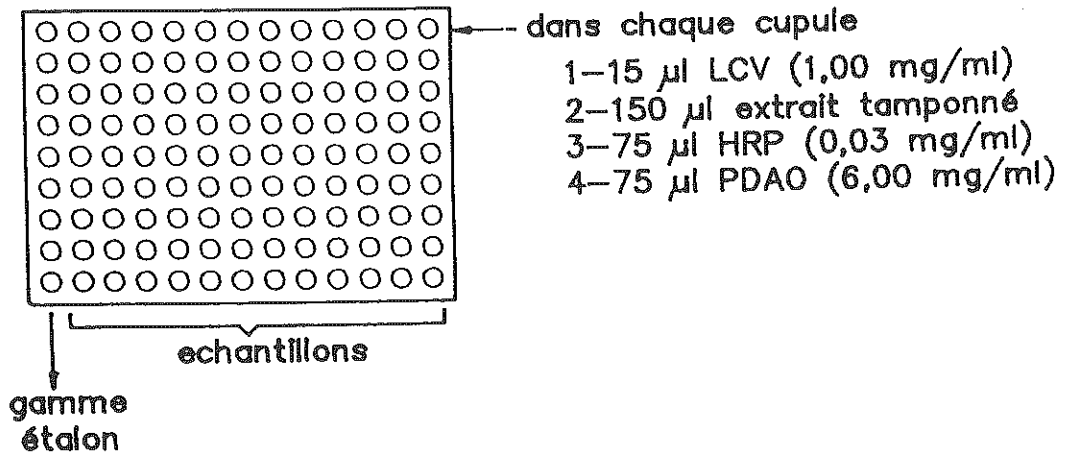 dans chaque cupule
1-15 µl LCV (1,00 mg/ml)
2-150 µl extrait tamponné
3-75 µl HRP (0,03 mg/ml)
4-75 µl PDAO (6,00 mg/ml)
echantillons
gamme
étalon